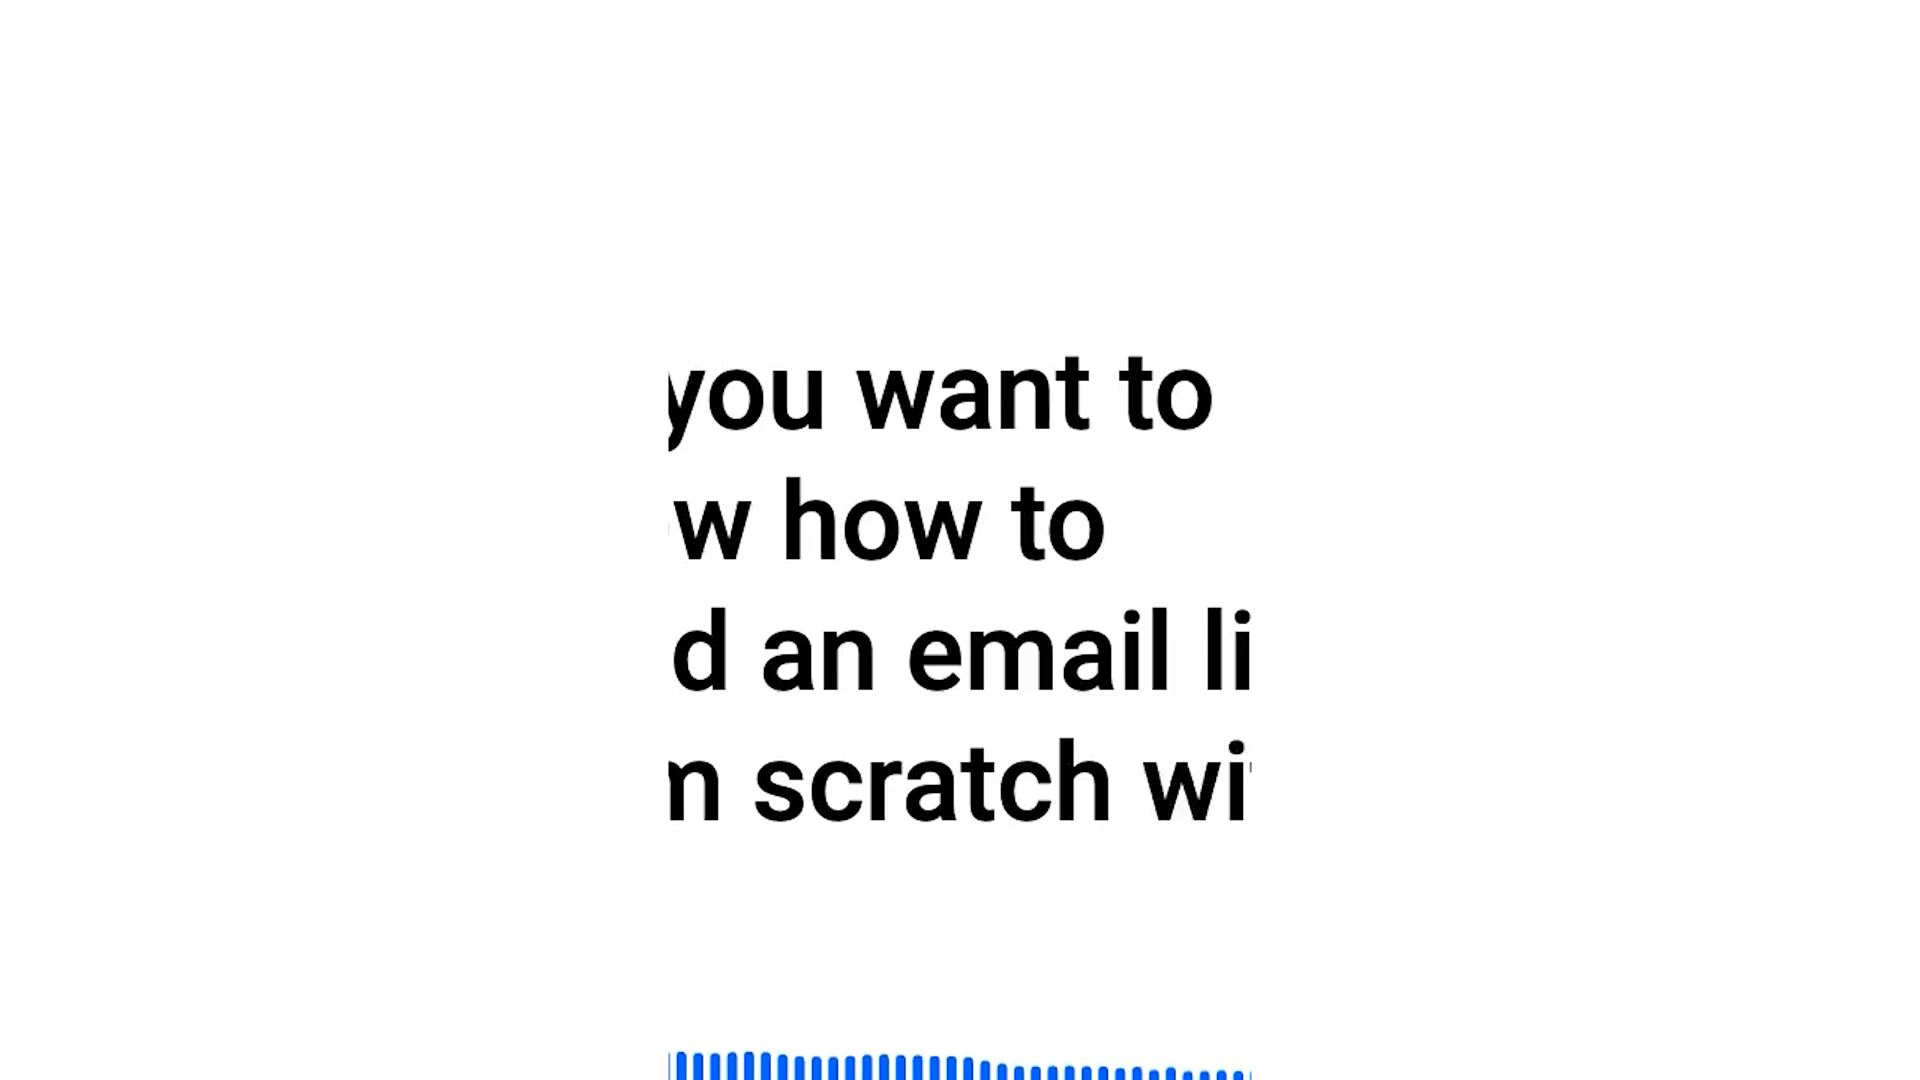 you want to
w how to
d an email li
n scratch wi